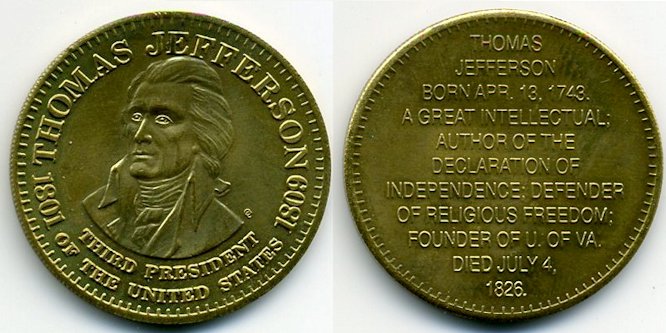 1801 THOMAS JEFFERSON 1809
THIRD PRESIDENT
OF THE UNITED STATES
THOMAS
JEFFERSON
BORN APR. 13, 1743.
A GREAT INTELLECTUAL;
AUTHOR OF THE
DECLARATION OF
INDEPENDENCE; DEFENDER
OF RELIGIOUS FREEDOM;
FOUNDER OF U. OF VA.
DIED JULY 4,
1826.